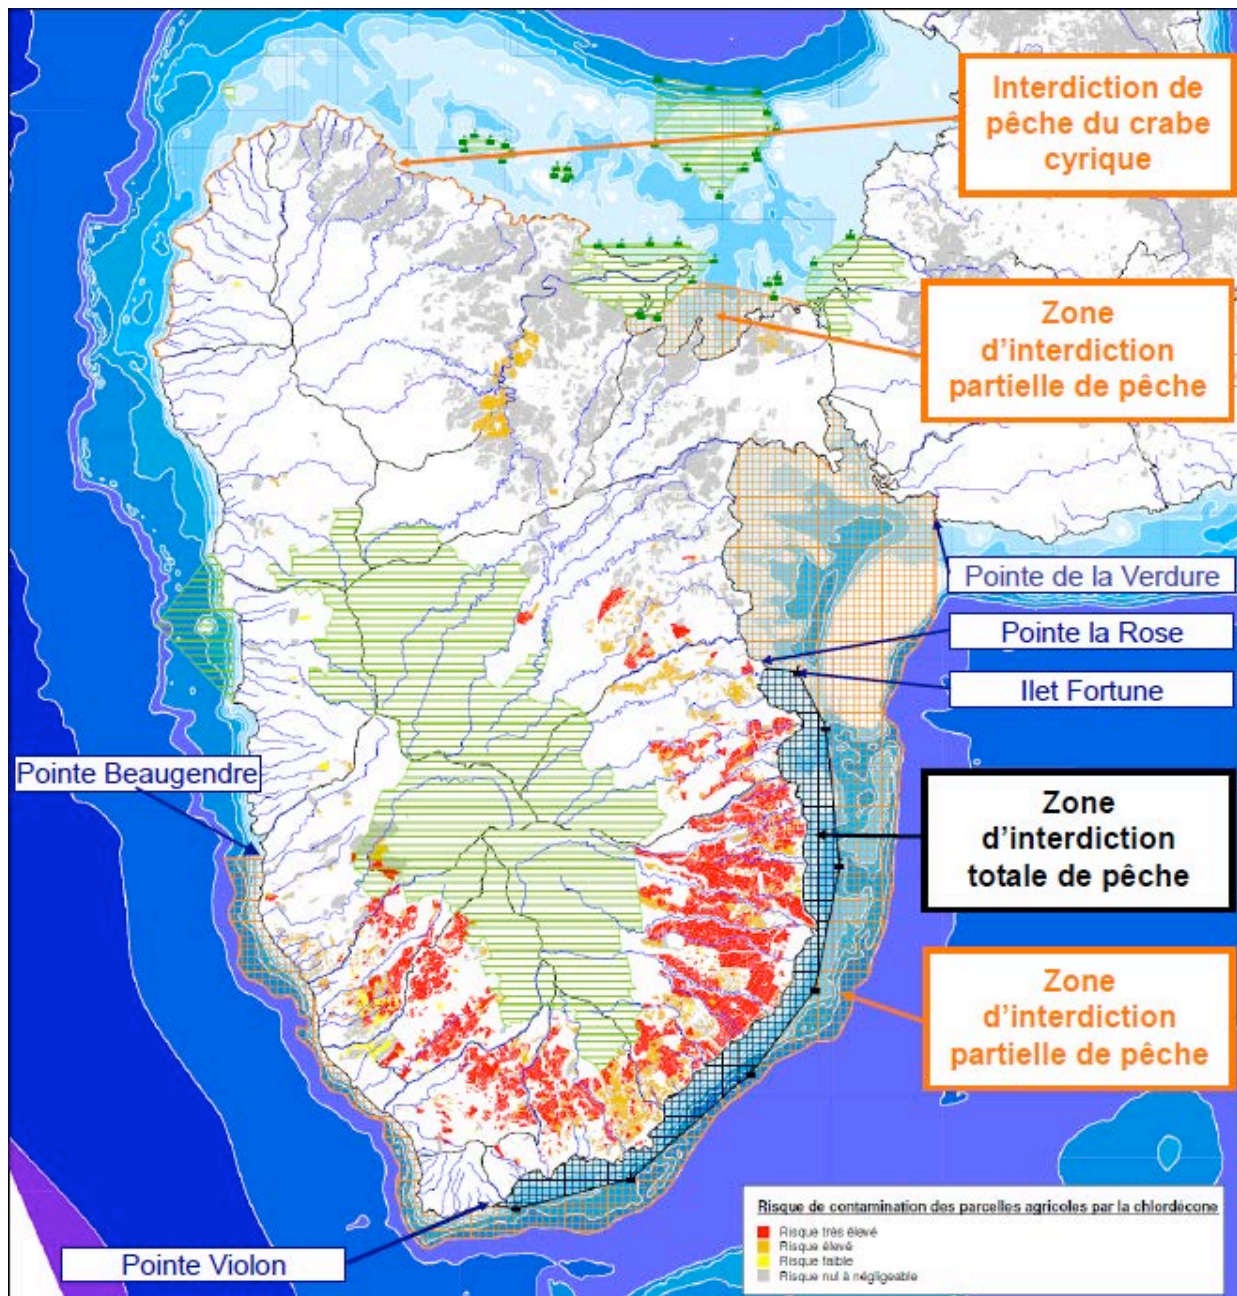 Interdiction de
pêche du crabe
cyrique
Zone
d'interdiction
partielle de pêche
Pointe de la Verdure
Pointe la Rose
Ilet Fortune
Pointe Beaugendre
Zone
d'interdiction
totale de pêche
Zone
d'interdiction
partielle de pêche
Pointe Violon
Risque de contamination des parcelles agricoles par la chlordécone
Risque très élevé
Risque élevé
Risque faible
Risque nul à négligeable